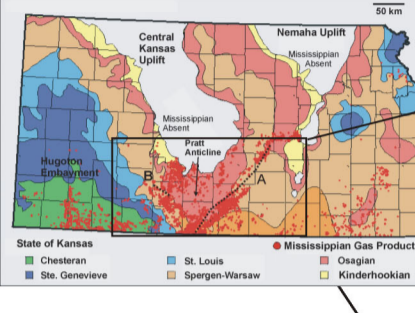 50 km
Central
Kansas
Uplift
Nemaha Uplift
Mississippian
Absent
Mississippian
Absent
Pratt
Anticline
Hugoton
Embayment
B
A
State of Kansas
Mississippian Gas Product
Chesteran
St. Louis
Osagian
Ste. Genevieve
Spergen-Warsaw
Kinderhookian